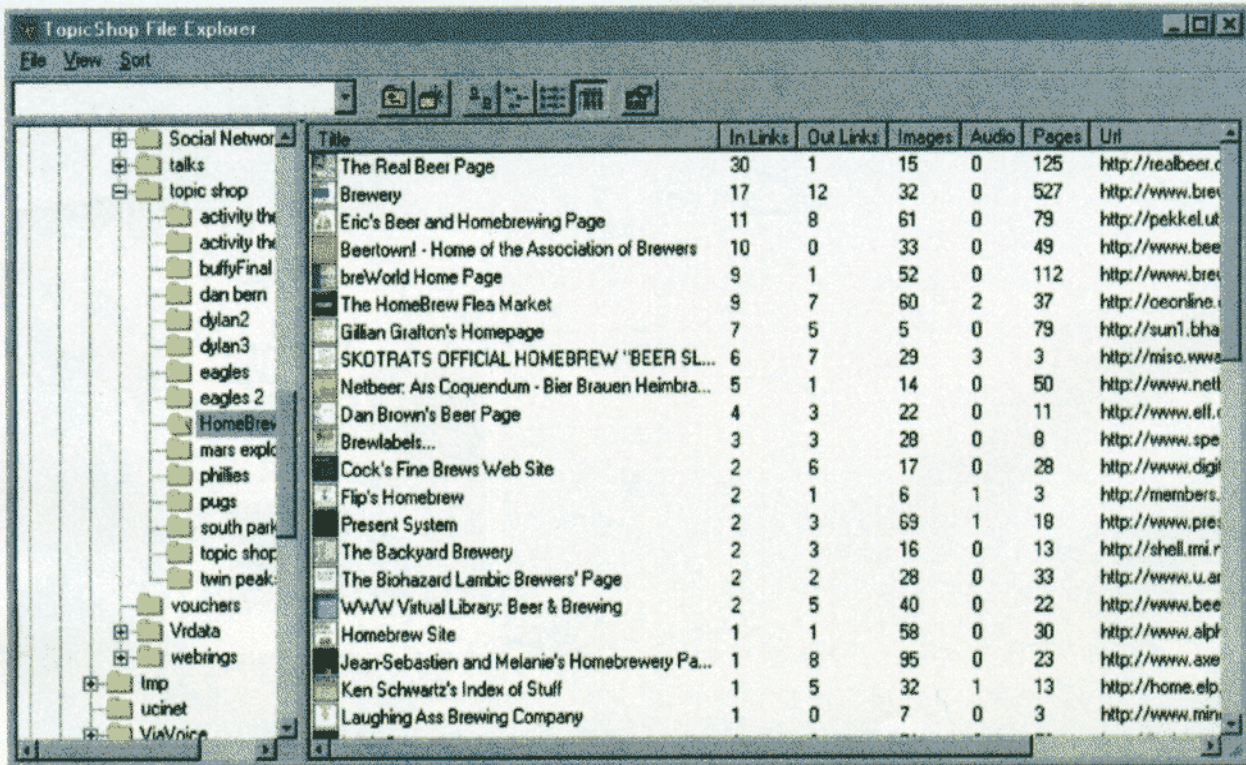 TopicShop File Explorer
File View Sort
Social Networ
talks
topic shop
activity the
activity the
buffyFinal
dan bern
dylan2
dylan3
eagles
eagles 2
HomeBrew
mars explo
phillies
pugs
south park
topic shop
twin peak
vouchers
Vrdata
webrings
tmp
ucinet
ViaVoice
Title In Links Out Links Images Audio Pages Url
The Real Beer Page 30 1 15 0 125 http://realbeer.c
Brewery 17 12 32 0 527 http://www.brew
Eric's Beer and Homebrewing Page 11 8 61 0 79 http://pekkel.ut
Beertown! - Home of the Association of Brewers 10 0 33 0 49 http://www.bee
breWorld Home Page 9 1 52 0 112 http://www.brew
The HomeBrew Flea Market 9 7 60 2 37 http://oeonline.c
Gillian Grafton's Homepage 7 5 5 0 79 http://sun1.bha
SKOTRATS OFFICIAL HOMEBREW "BEER SL... 6 7 29 3 3 http://misc.wwa
Netbeer: Ars Coquendum - Bier Brauen Heimbra... 5 1 14 0 50 http://www.netb
Dan Brown's Beer Page 4 3 22 0 11 http://www.eff.o
Brewlabels... 3 3 28 0 8 http://www.spe
Cock's Fine Brews Web Site 2 6 17 0 28 http://www.digit
Flip's Homebrew 2 1 6 1 3 http://members.
Present System 2 3 69 1 18 http://www.pres
The Backyard Brewery 2 3 16 0 13 http://shell.rmi.n
The Biohazard Lambic Brewers' Page 2 2 28 0 33 http://www.u.ar
WWW Virtual Library: Beer & Brewing 2 5 40 0 22 http://www.bee
Homebrew Site 1 1 58 0 30 http://www.alph
Jean-Sebastien and Melanie's Homebrewery Pa... 1 8 95 0 23 http://www.axe
Ken Schwartz's Index of Stuff 1 5 32 1 13 http://home.elp.
Laughing Ass Brewing Company 1 0 7 0 3 http://www.minc